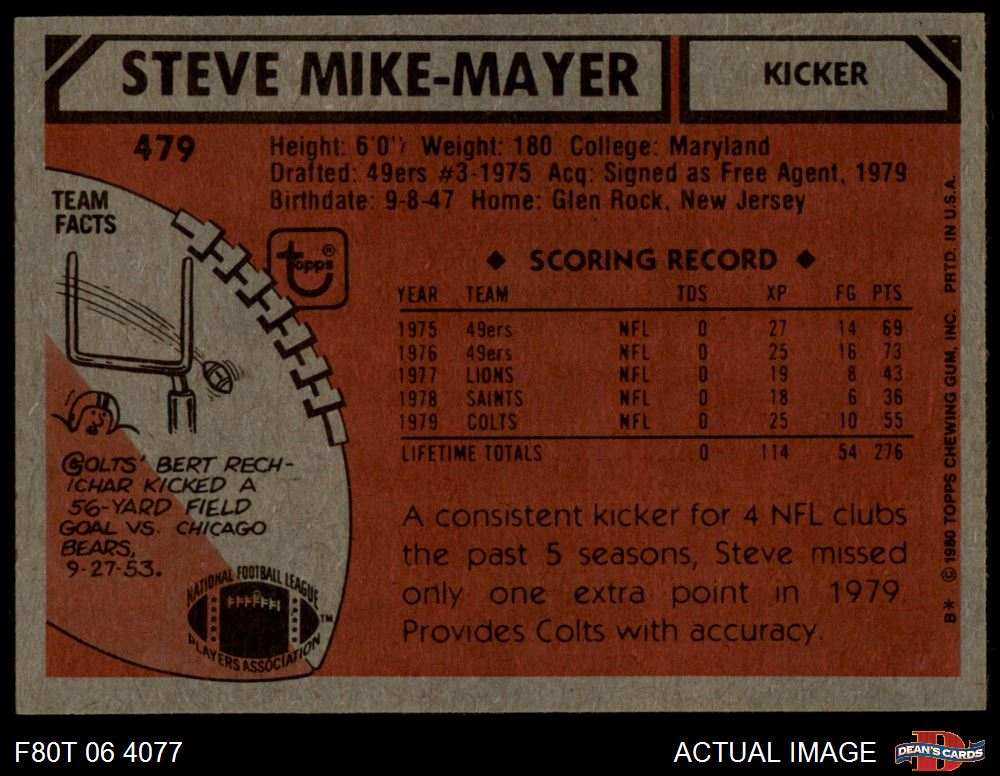 STEVE MIKE-MAYER
KICKER
479
Height: 6'0" Weight: 180 College: Maryland
Drafted: 49ers #3-1975 Acq: Signed as Free Agent, 1979
Birthdate: 9-8-47 Home: Glen Rock, New Jersey
TEAM
FACTS
topps®
◆ SCORING RECORD ◆
YEAR TEAM TDS XP FG PTS
1975 49ers NFL 0 27 14 69
1976 49ers NFL 0 25 16 73
1977 LIONS NFL 0 19 8 43
1978 SAINTS NFL 0 18 6 36
1979 COLTS NFL 0 25 10 55
LIFETIME TOTALS 0 114 54 276
COLTS' BERT RECH-
ICHAR KICKED A
56-YARD FIELD
GOAL VS. CHICAGO
BEARS,
9-27-53.
NATIONAL FOOTBALL LEAGUE
PLAYERS ASSOCIATION
TM
A consistent kicker for 4 NFL clubs
the past 5 seasons, Steve missed
only one extra point in 1979.
Provides Colts with accuracy.
B* © 1980 TOPPS CHEWING GUM, INC. PRTD. IN U.S.A.
F80T 06 4077
ACTUAL IMAGE
DEAN'S CARDS